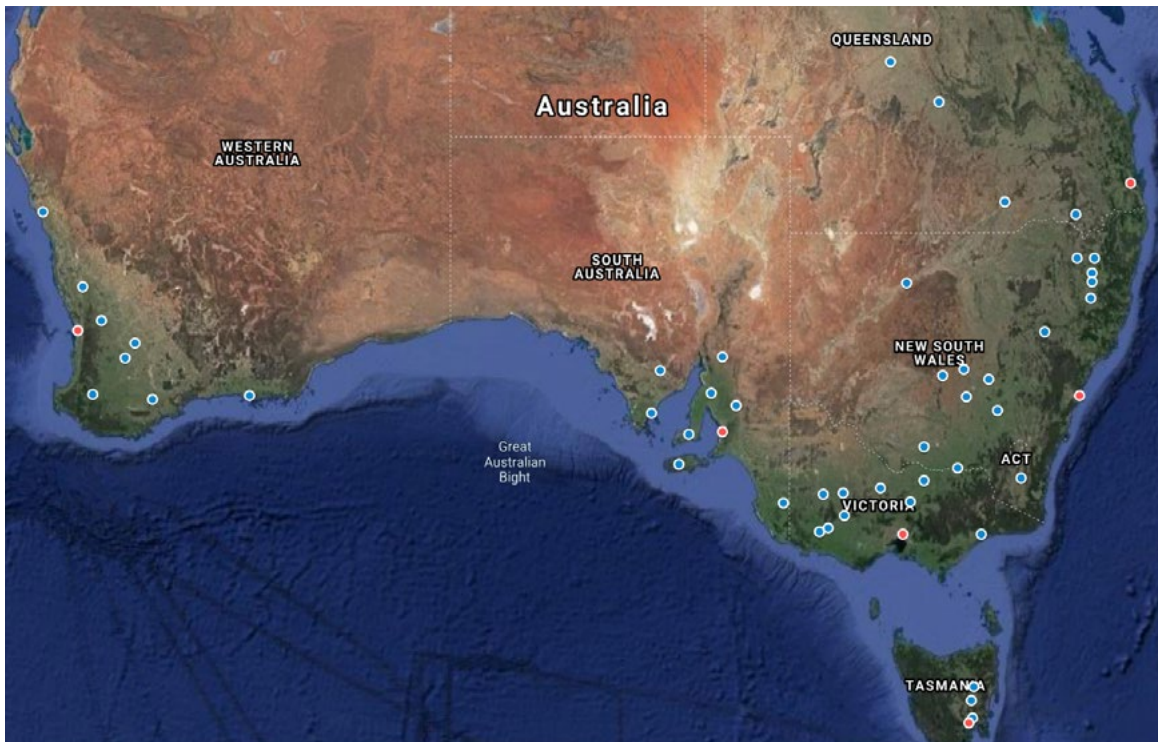 QUEENSLAND
Australia
WESTERN
AUSTRALIA
SOUTH
AUSTRALIA
NEW SOUTH
WALES
Great
Australian
Bight
ACT
VICTORIA
TASMANIA